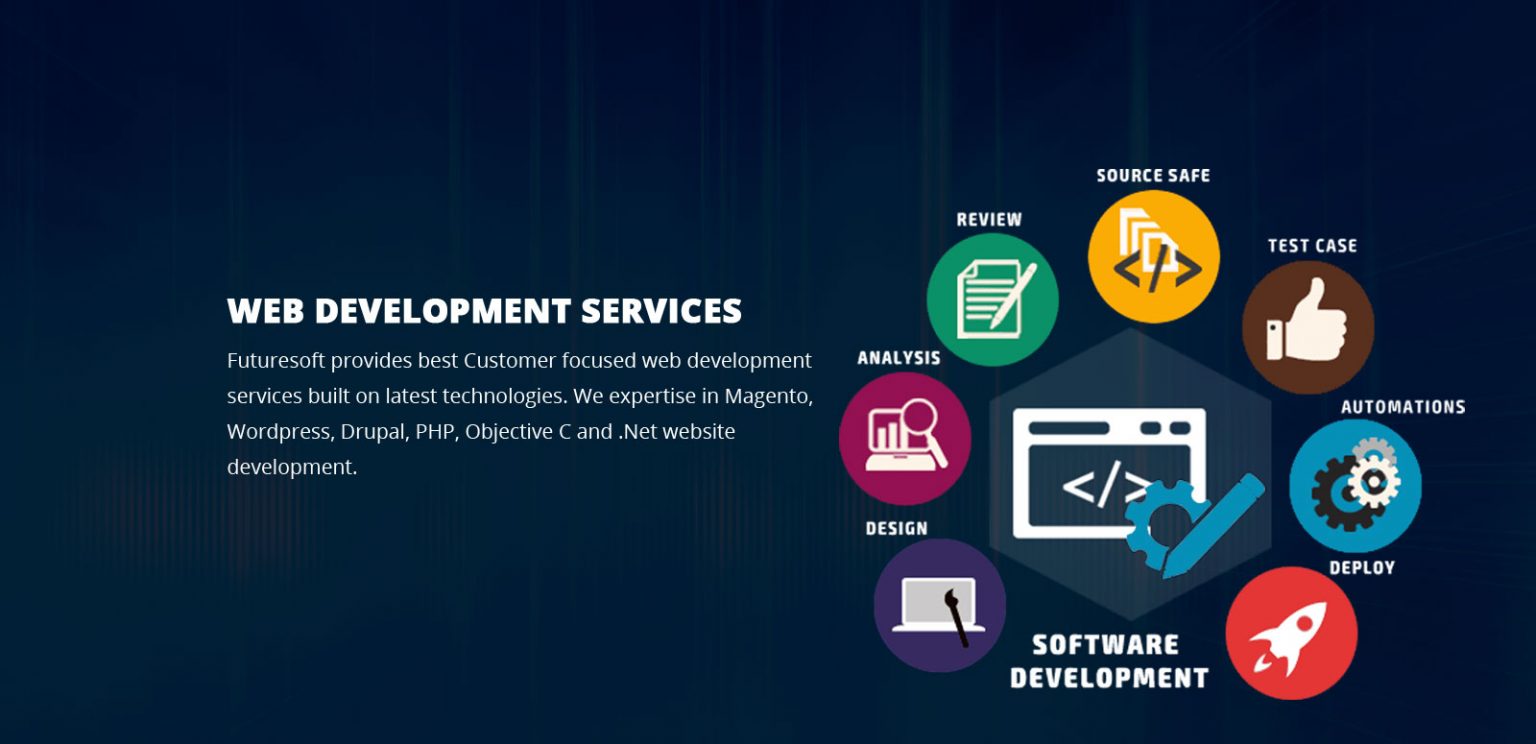 WEB DEVELOPMENT SERVICES
Futuresoft provides best Customer focused web development
services built on latest technologies. We expertise in Magento,
Wordpress, Drupal, PHP, Objective C and .Net website
development.
SOURCE SAFE
REVIEW
TEST CASE
ANALYSIS
AUTOMATIONS
</>
</>
DESIGN
DEPLOY
SOFTWARE
DEVELOPMENT